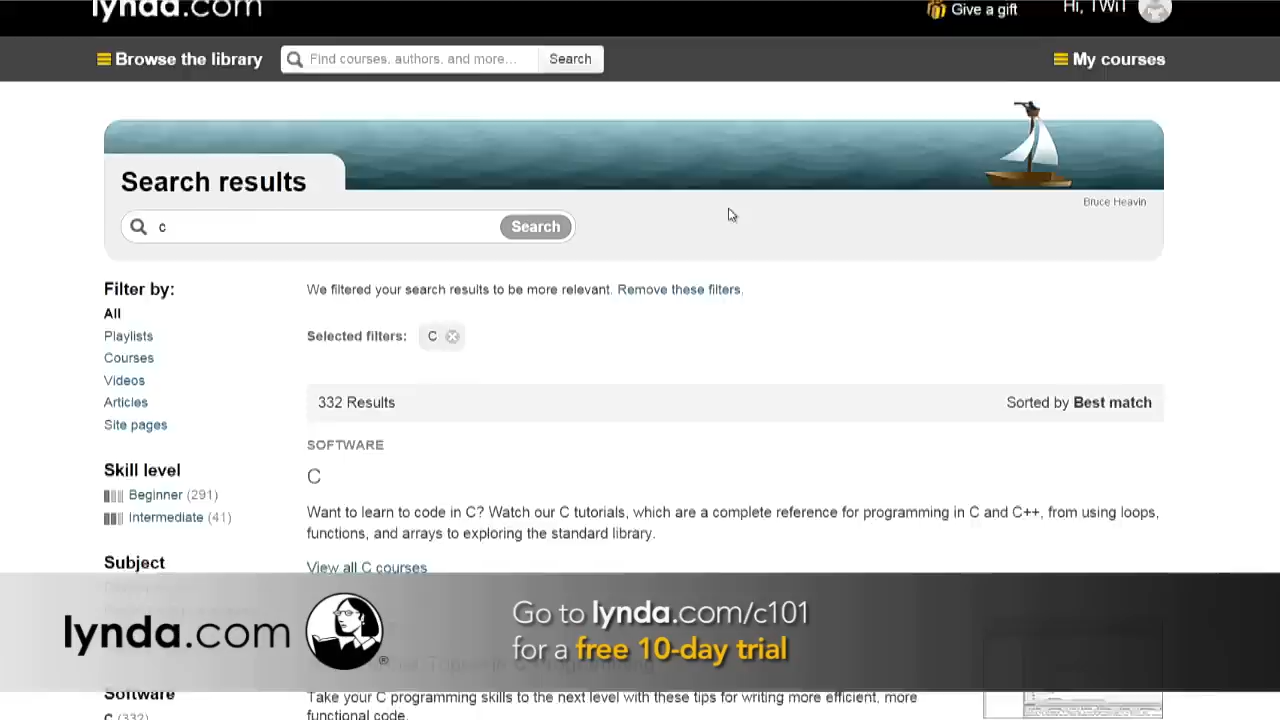 lynda.com
Give a gift
Hi, TWiT
Browse the library
Find courses, authors, and more...
Search
My courses
Search results
Bruce Heavin
c
Search
Filter by:
All
Playlists
Courses
Videos
Articles
Site pages
We filtered your search results to be more relevant. Remove these filters.
Selected filters: C
332 Results
Sorted by Best match
SOFTWARE
C
Want to learn to code in C? Watch our C tutorials, which are a complete reference for programming in C and C++, from using loops,
functions, and arrays to exploring the standard library.
View all C courses
Skill level
Beginner (291)
Intermediate (41)
Subject
lynda.com
®
Go to lynda.com/c101
for a free 10-day trial
Software
C (332)
Take your C programming skills to the next level with these tips for writing more efficient, more
functional code.